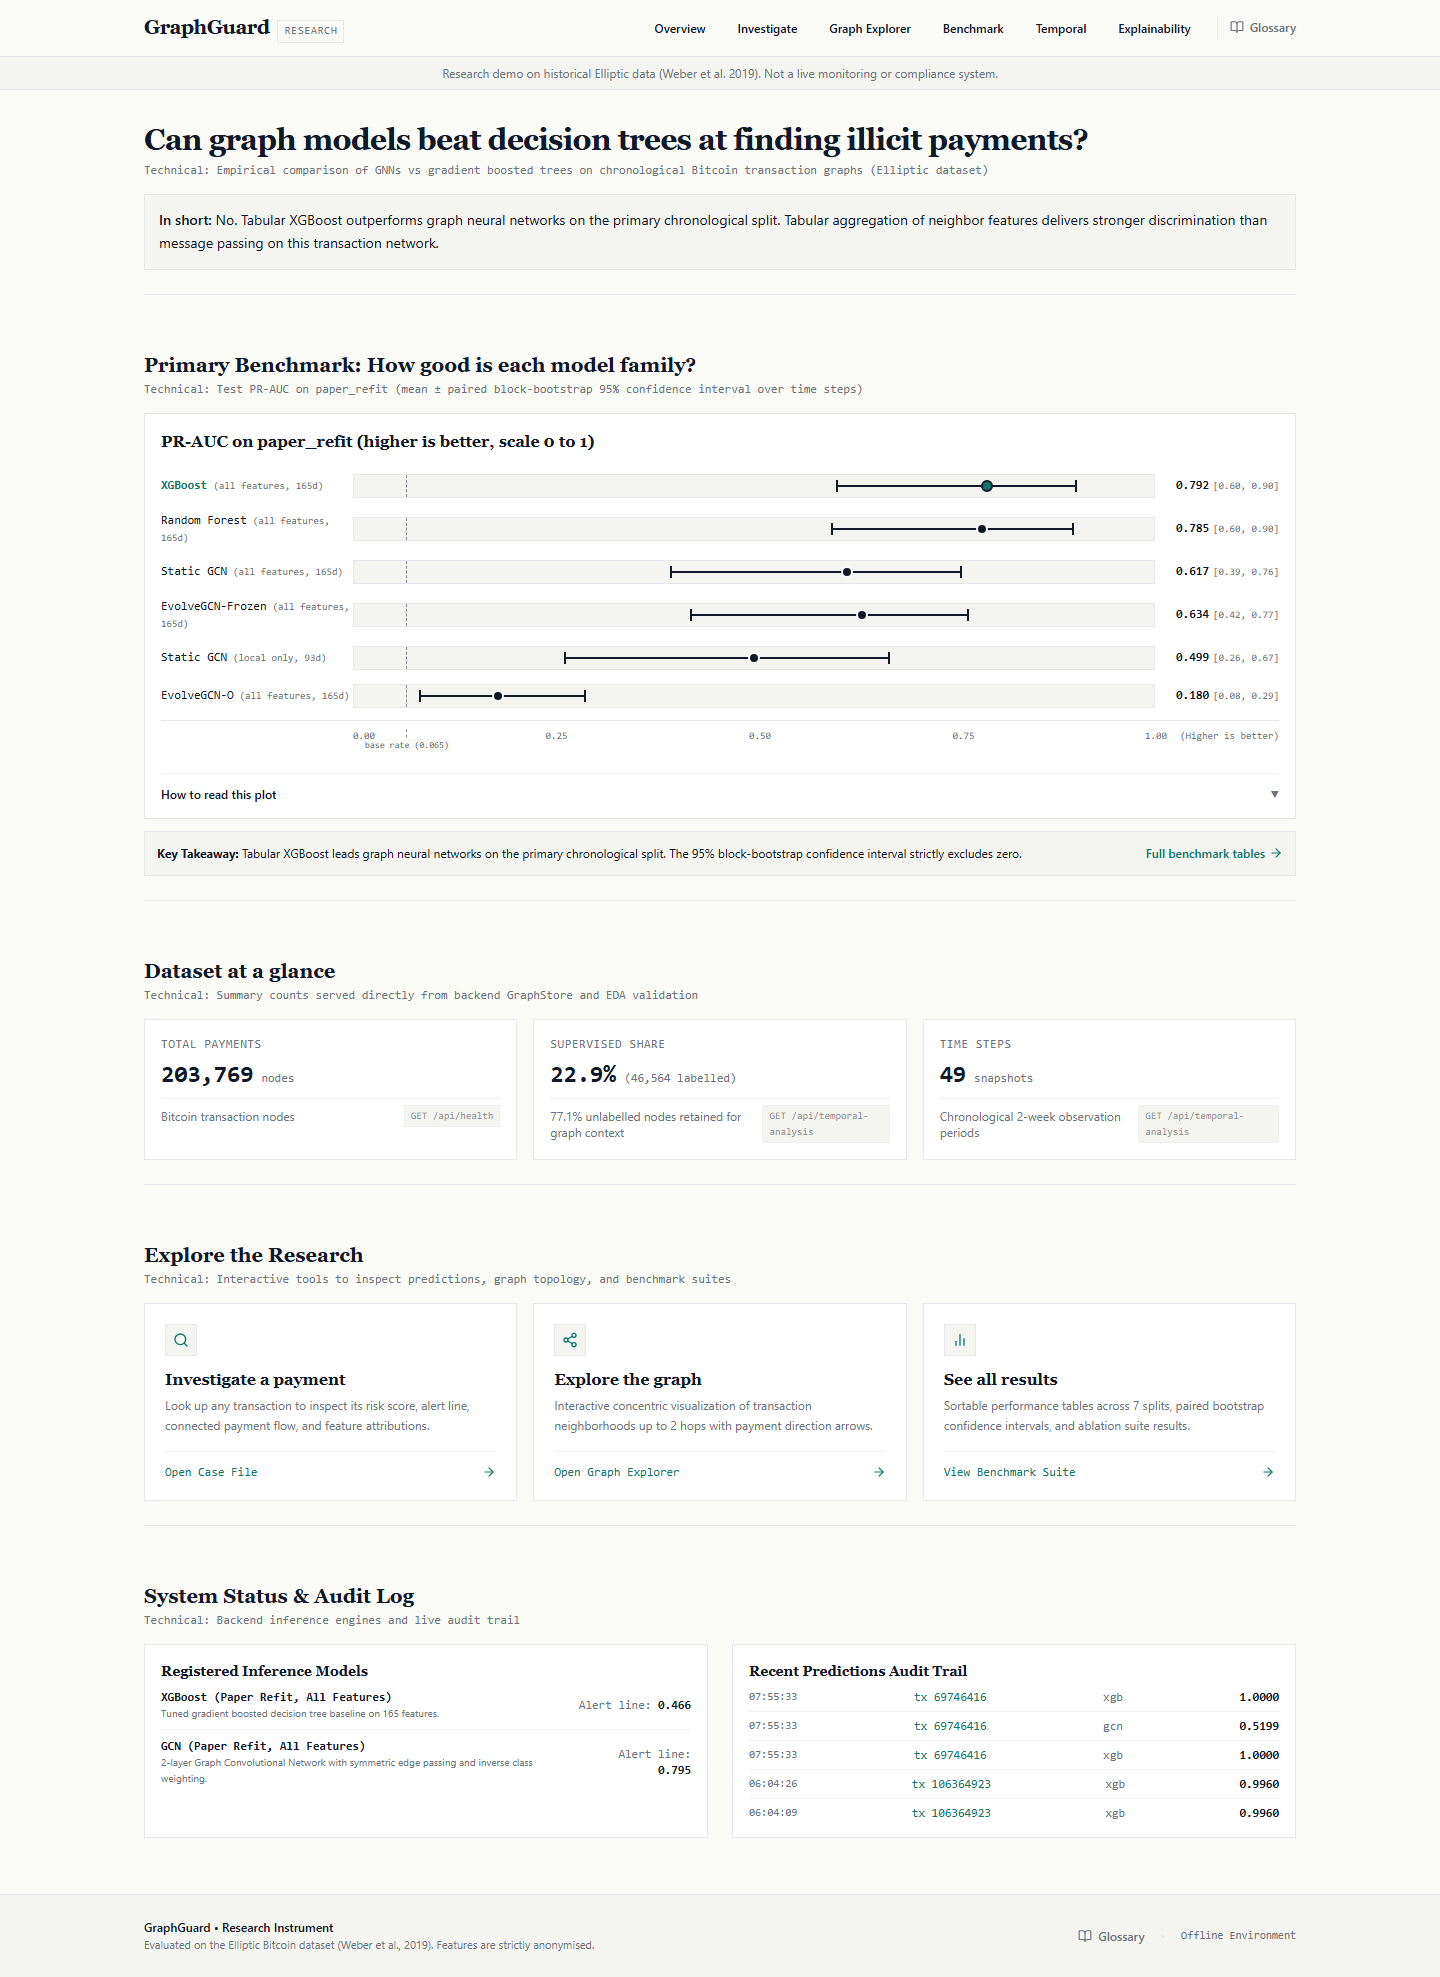 GraphGuard RESEARCH Overview Investigate Graph Explorer Benchmark Temporal Explainability Glossary
Research demo on historical Elliptic data (Weber et al. 2019). Not a live monitoring or compliance system.
Can graph models beat decision trees at finding illicit payments?
Technical: Empirical comparison of GNNs vs gradient boosted trees on chronological Bitcoin transaction graphs (Elliptic dataset)
In short: No. Tabular XGBoost outperforms graph neural networks on the primary chronological split. Tabular aggregation of neighbor features delivers stronger discrimination than
message passing on this transaction network.
Primary Benchmark: How good is each model family?
Technical: Test PR-AUC on paper_refit (mean ± paired block-bootstrap 95% confidence interval over time steps)
PR-AUC on paper_refit (higher is better, scale 0 to 1)
XGBoost (all features, 165d) 0.792 [0.60, 0.90]
Random Forest (all features,
165d) 0.785 [0.60, 0.90]
Static GCN (all features, 165d) 0.617 [0.39, 0.76]
EvolveGCN-Frozen (all features,
165d) 0.634 [0.42, 0.77]
Static GCN (local only, 93d) 0.499 [0.26, 0.67]
EvolveGCN-O (all features, 165d) 0.180 [0.08, 0.29]
0.00 0.25 0.50 0.75 1.00 (Higher is better)
base rate (0.065)
How to read this plot ▼
Key Takeaway: Tabular XGBoost leads graph neural networks on the primary chronological split. The 95% block-bootstrap confidence interval strictly excludes zero. Full benchmark tables →
Dataset at a glance
Technical: Summary counts served directly from backend GraphStore and EDA validation
TOTAL PAYMENTS
203,769 nodes
Bitcoin transaction nodes GET /api/health
SUPERVISED SHARE
22.9% (46,564 labelled)
77.1% unlabelled nodes retained for
graph context
GET /api/temporal-
analysis
TIME STEPS
49 snapshots
Chronological 2-week observation
periods
GET /api/temporal-
analysis
Explore the Research
Technical: Interactive tools to inspect predictions, graph topology, and benchmark suites
Investigate a payment
Look up any transaction to inspect its risk score, alert line,
connected payment flow, and feature attributions.
Open Case File →
Explore the graph
Interactive concentric visualization of transaction
neighborhoods up to 2 hops with payment direction arrows.
Open Graph Explorer →
See all results
Sortable performance tables across 7 splits, paired bootstrap
confidence intervals, and ablation suite results.
View Benchmark Suite →
System Status & Audit Log
Technical: Backend inference engines and live audit trail
Registered Inference Models
XGBoost (Paper Refit, All Features)
Tuned gradient boosted decision tree baseline on 165 features.
Alert line: 0.466
GCN (Paper Refit, All Features)
2-layer Graph Convolutional Network with symmetric edge passing and inverse class
weighting.
Alert line:
0.795
Recent Predictions Audit Trail
07:55:33 tx 69746416 xgb 1.0000
07:55:33 tx 69746416 gcn 0.5199
07:55:33 tx 69746416 xgb 1.0000
06:04:26 tx 106364923 xgb 0.9960
06:04:09 tx 106364923 xgb 0.9960
GraphGuard • Research Instrument
Evaluated on the Elliptic Bitcoin dataset (Weber et al., 2019). Features are strictly anonymised.
Glossary · Offline Environment